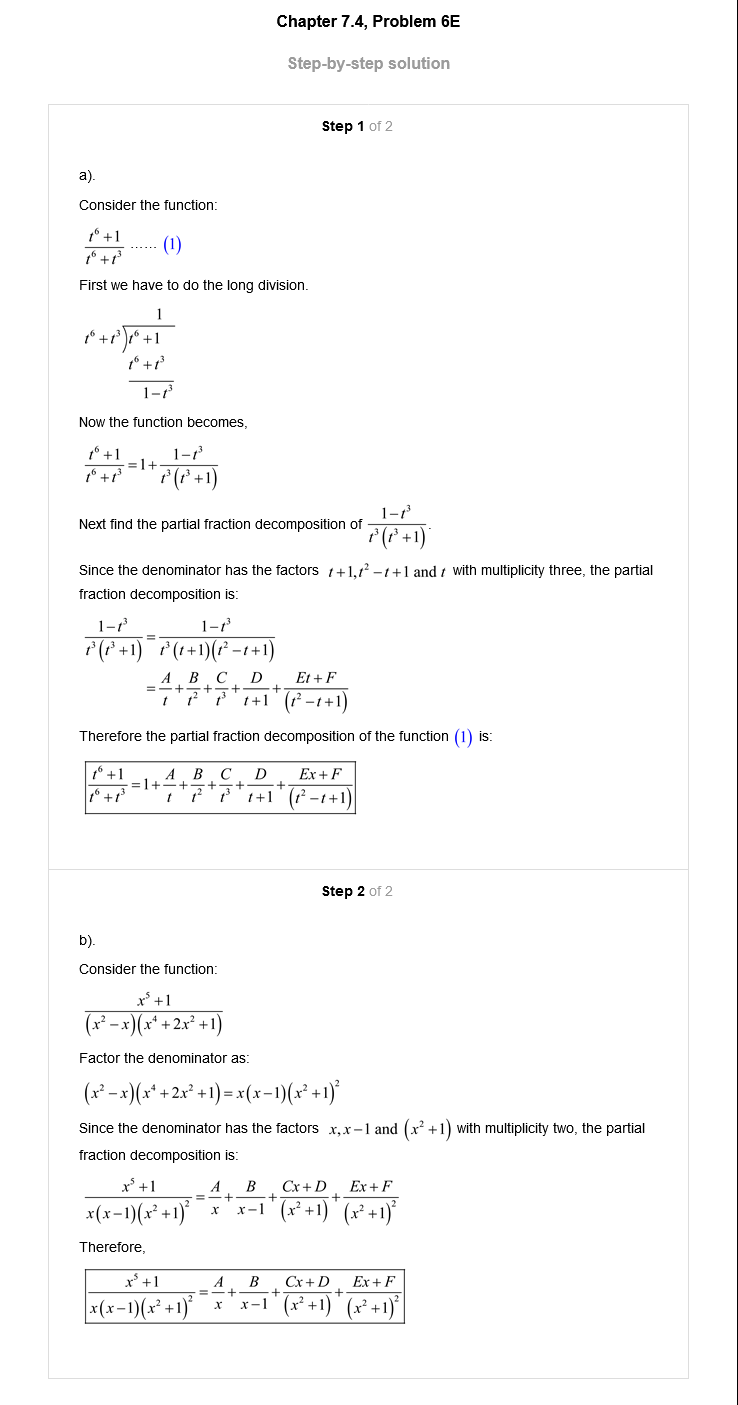 Chapter 7.4, Problem 6E
Step-by-step solution
Step 1 of 2
a).
Consider the function:
\frac{t^6+1}{t^6+t^3} ...... (1)
First we have to do the long division.
1
t^6+t^3)t^6+1
t^6+t^3
1-t^3
Now the function becomes,
\frac{t^6+1}{t^6+t^3}=1+\frac{1-t^3}{t^3(t^3+1)}
Next find the partial fraction decomposition of \frac{1-t^3}{t^3(t^3+1)}.
Since the denominator has the factors t+1,t^2-t+1 and t with multiplicity three, the partial
fraction decomposition is:
\frac{1-t^3}{t^3(t^3+1)}=\frac{1-t^3}{t^3(t+1)(t^2-t+1)}
=\frac{A}{t}+\frac{B}{t^2}+\frac{C}{t^3}+\frac{D}{t+1}+\frac{Et+F}{(t^2-t+1)}
Therefore the partial fraction decomposition of the function (1) is:
\frac{t^6+1}{t^6+t^3}=1+\frac{A}{t}+\frac{B}{t^2}+\frac{C}{t^3}+\frac{D}{t+1}+\frac{Ex+F}{(t^2-t+1)}
Step 2 of 2
b).
Consider the function:
\frac{x^5+1}{(x^2-x)(x^4+2x^2+1)}
Factor the denominator as:
(x^2-x)(x^4+2x^2+1)=x(x-1)(x^2+1)^2
Since the denominator has the factors x,x-1 and (x^2+1) with multiplicity two, the partial
fraction decomposition is:
\frac{x^5+1}{x(x-1)(x^2+1)^2}=\frac{A}{x}+\frac{B}{x-1}+\frac{Cx+D}{(x^2+1)}+\frac{Ex+F}{(x^2+1)^2}
Therefore,
\frac{x^5+1}{x(x-1)(x^2+1)^2}=\frac{A}{x}+\frac{B}{x-1}+\frac{Cx+D}{(x^2+1)}+\frac{Ex+F}{(x^2+1)^2}